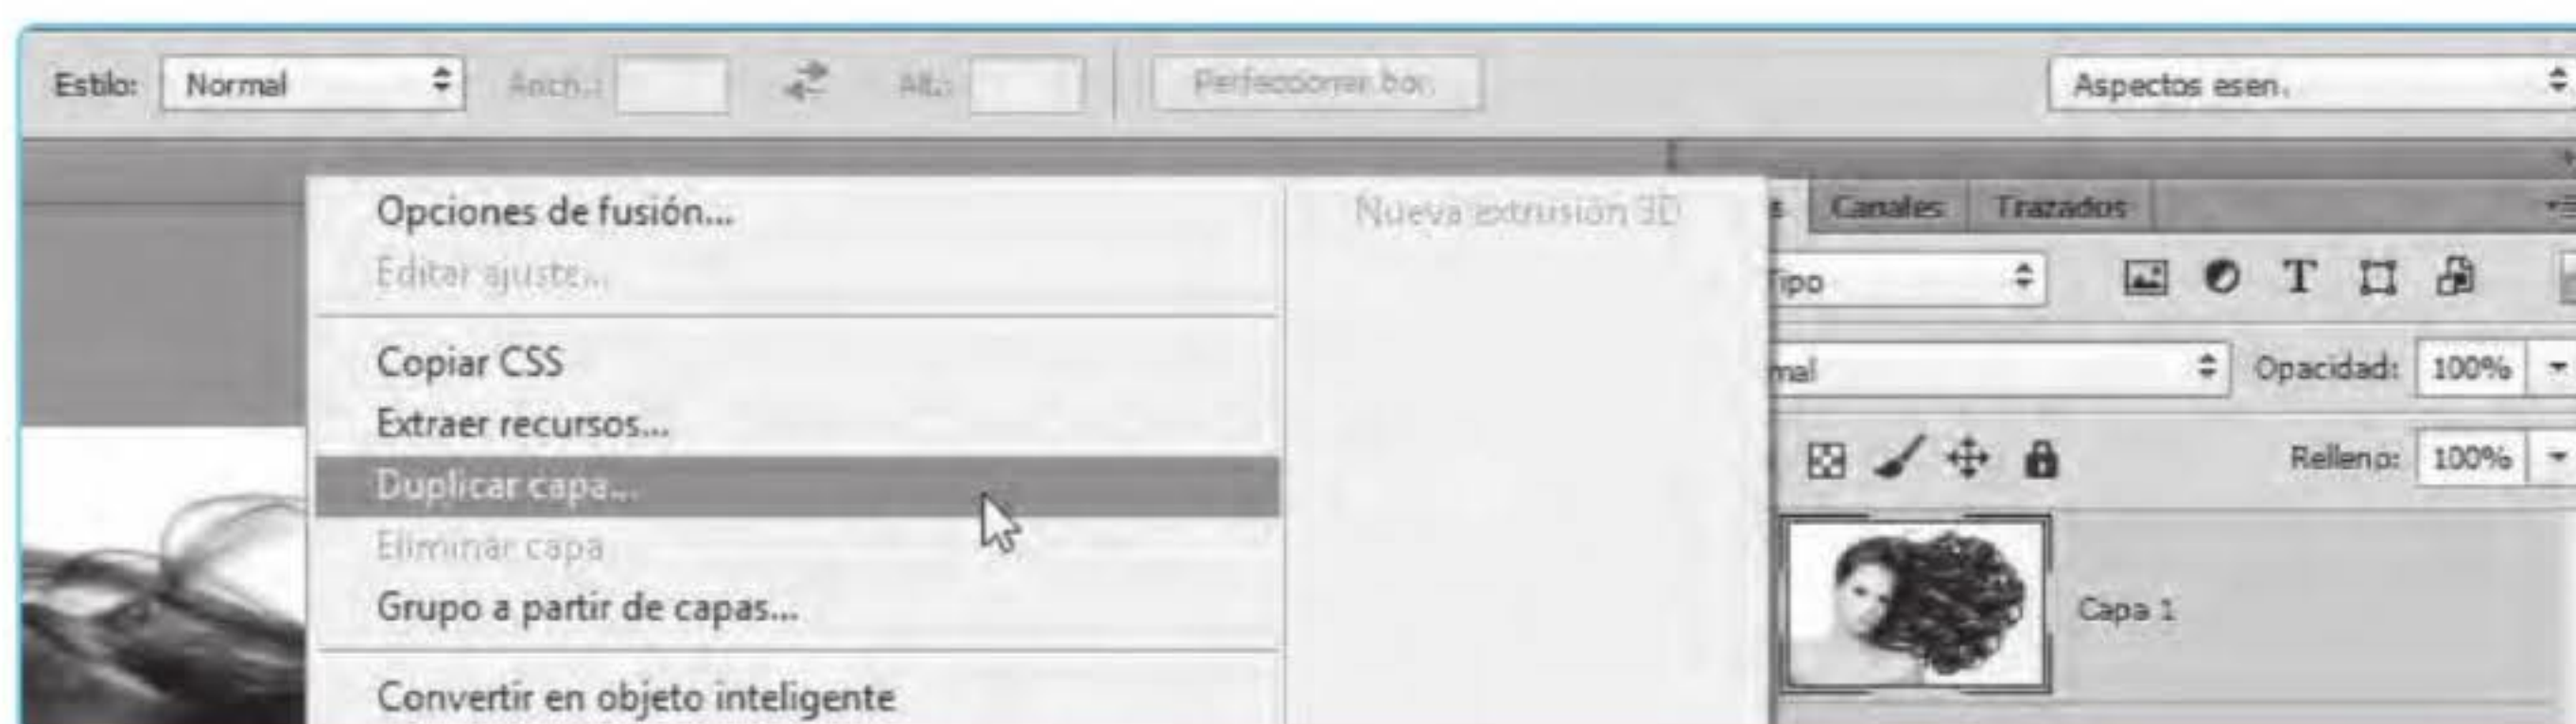 Estilo: Normal Anch.: Alt.: Perfeccionar bor. Aspectos esen.
Opciones de fusión... Nueva extrusión 3D s Canales Trazados
Editar ajuste... Tipo
Copiar CSS mal Opacidad: 100%
Extraer recursos... Relleno: 100%
Duplicar capa...
Eliminar capa
Grupo a partir de capas... Capa 1
Convertir en objeto inteligente